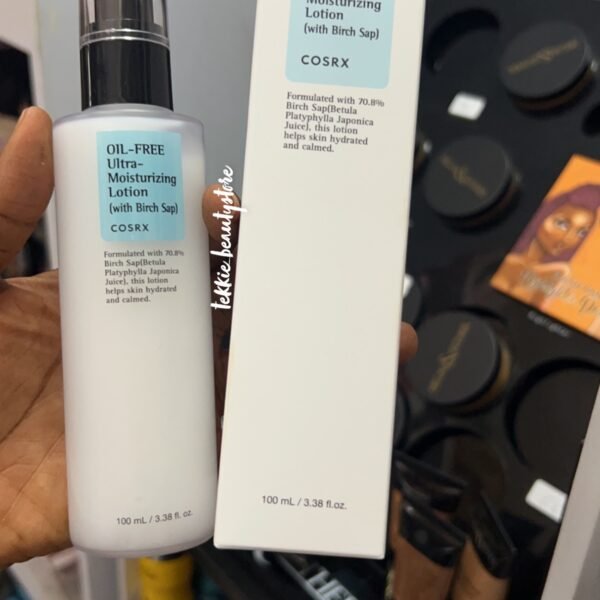 OIL-FREE
Ultra-
Moisturizing
Lotion
(with Birch Sap)
COSRX
Formulated with 70.8%
Birch Sap(Betula
Platyphylla Japonica
Juice), this lotion
helps skin hydrated
and calmed.
100 mL / 3.38 fl.oz.
Moisturizing
Lotion
(with Birch Sap)
COSRX
Formulated with 70.8%
Birch Sap(Betula
Platyphylla Japonica
Juice), this lotion
helps skin hydrated
and calmed.
100 mL / 3.38 fl.oz.
tekkie.beautystore